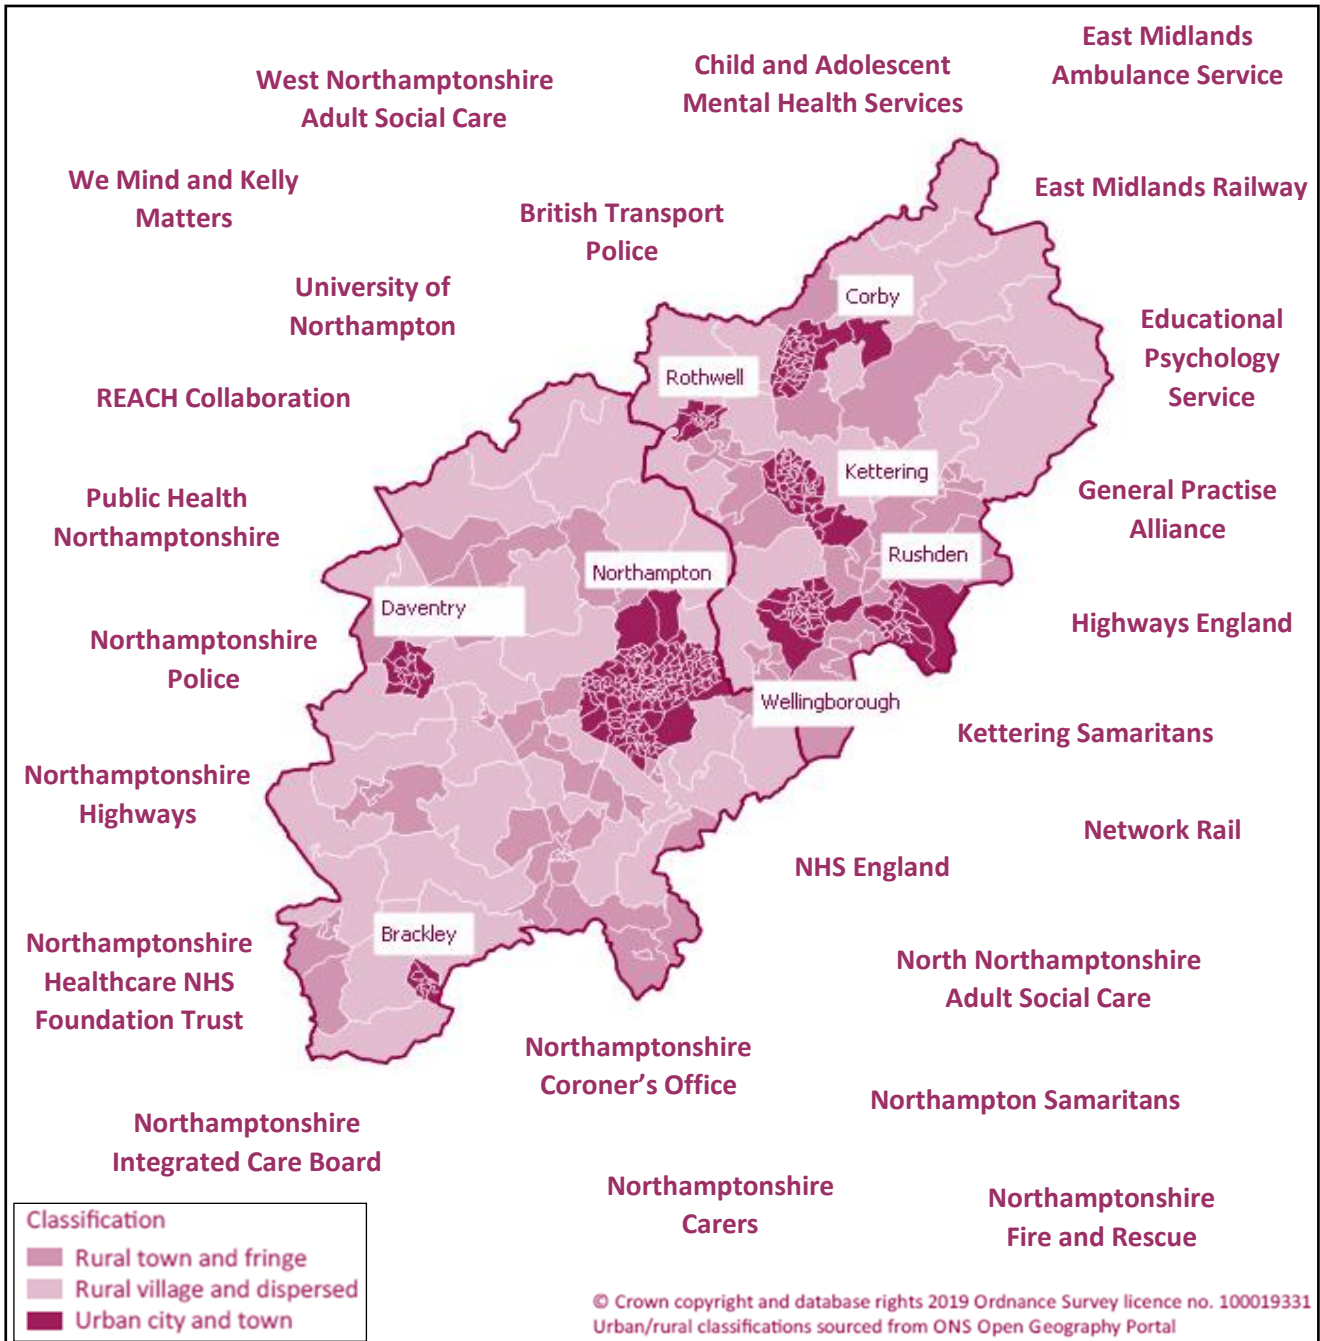 East Midlands
Ambulance Service
Child and Adolescent
Mental Health Services
West Northamptonshire
Adult Social Care
We Mind and Kelly
Matters
East Midlands Railway
British Transport
Police
University of
Northampton
Corby
Educational
Psychology
Service
Rothwell
REACH Collaboration
Kettering
Public Health
Northamptonshire
General Practise
Alliance
Rushden
Northampton
Daventry
Highways England
Northamptonshire
Police
Wellingborough
Kettering Samaritans
Northamptonshire
Highways
Network Rail
NHS England
Brackley
Northamptonshire
Healthcare NHS
Foundation Trust
North Northamptonshire
Adult Social Care
Northamptonshire
Coroner’s Office
Northampton Samaritans
Northamptonshire
Integrated Care Board
Northamptonshire
Carers
Northamptonshire
Fire and Rescue
Classification
Rural town and fringe
Rural village and dispersed
Urban city and town
© Crown copyright and database rights 2019 Ordnance Survey licence no. 100019331
Urban/rural classifications sourced from ONS Open Geography Portal